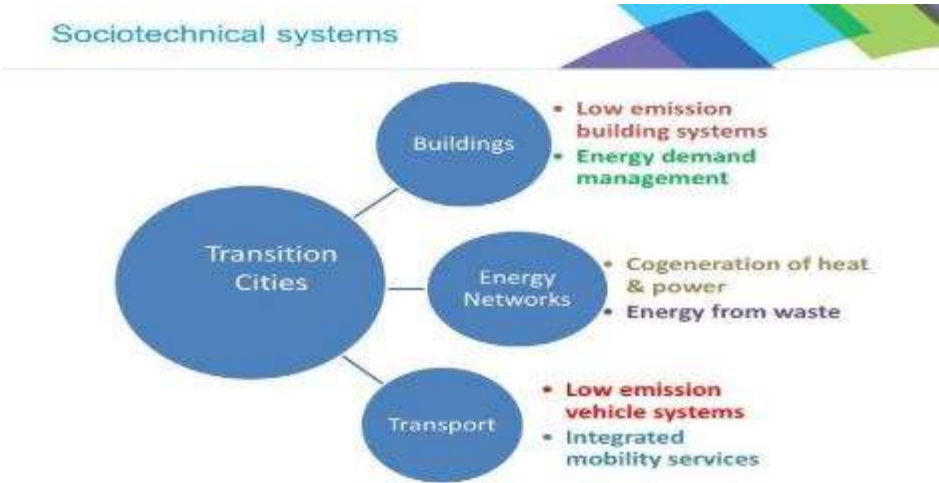 Sociotechnical systems
Buildings
• Low emission
building systems
• Energy demand
management
Transition
Cities
Energy
Networks
• Cogeneration of heat
& power
• Energy from waste
Transport
• Low emission
vehicle systems
• Integrated
mobility services